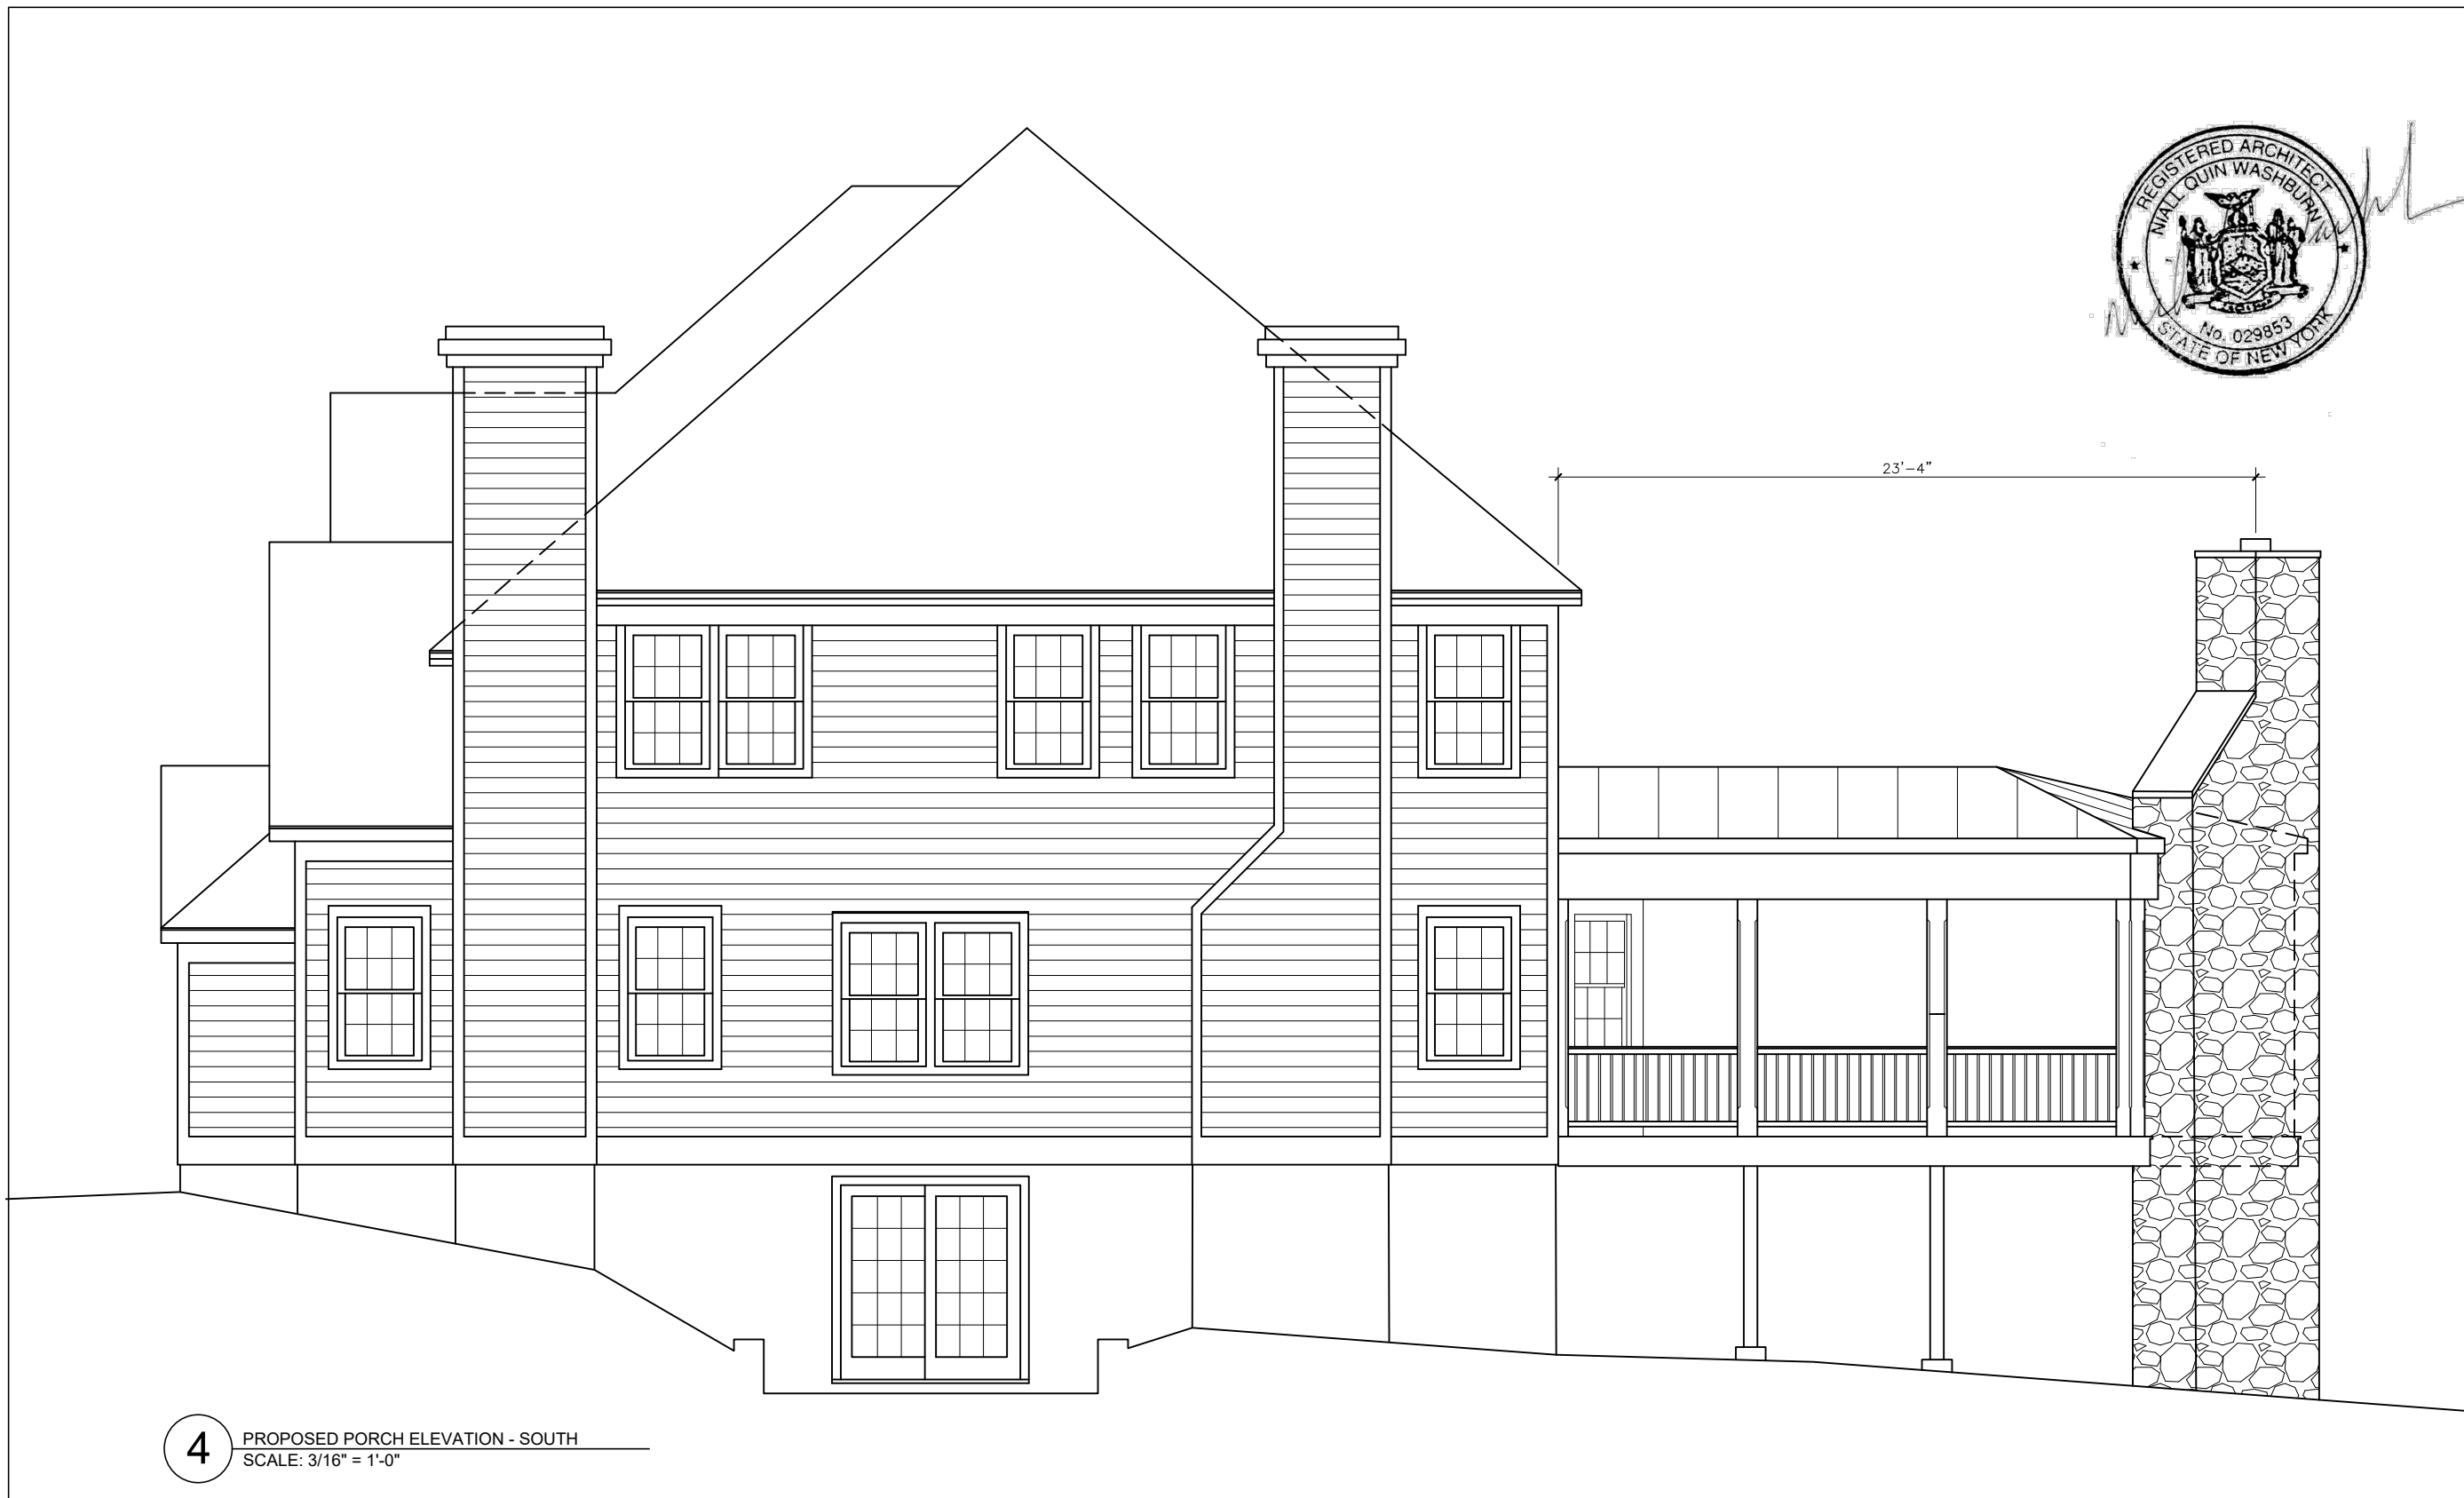 REGISTERED ARCHITECT
NIALL QUIN WASHBURN
No. 029853
STATE OF NEW YORK
23'-4"
4
PROPOSED PORCH ELEVATION - SOUTH
SCALE: 3/16" = 1'-0"